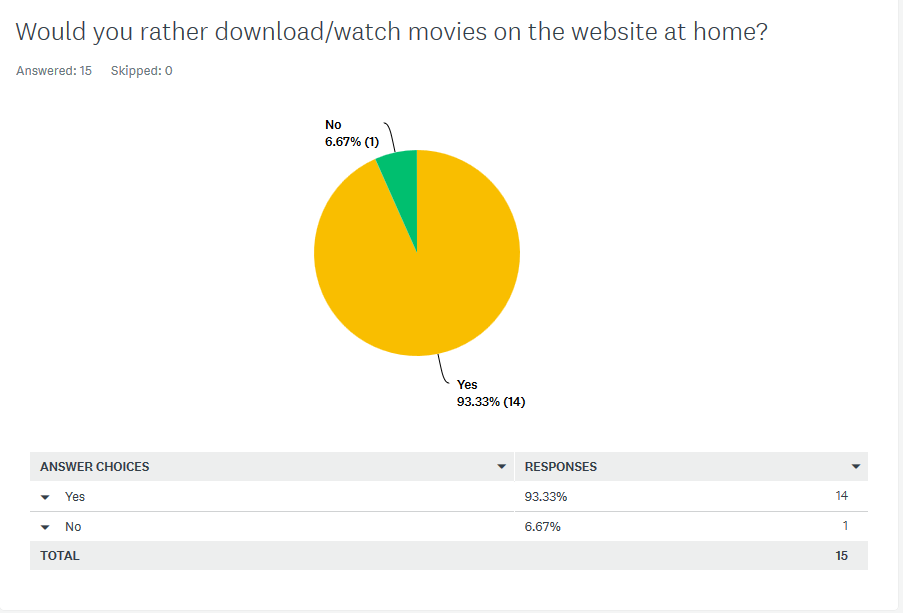 Would you rather download/watch movies on the website at home?
Answered: 15 Skipped: 0
No
6.67% (1)
Yes
93.33% (14)
ANSWER CHOICES RESPONSES
Yes 93.33% 14
No 6.67% 1
TOTAL 15